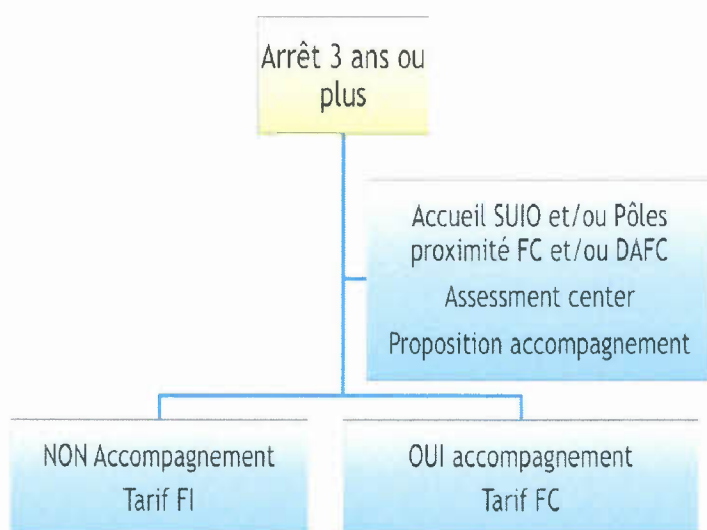 Arrêt 3 ans ou
plus
Accueil SUIO et/ou Pôles
proximité FC et/ou DAFC
Assessment center
Proposition accompagnement
NON Accompagnement
Tarif FI
OUI accompagnement
Tarif FC